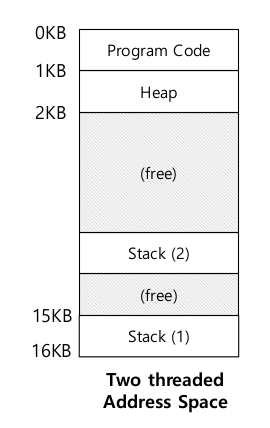 0KB
Program Code
1KB
Heap
2KB
(free)
Stack (2)
(free)
15KB
Stack (1)
16KB
Two threaded
Address Space